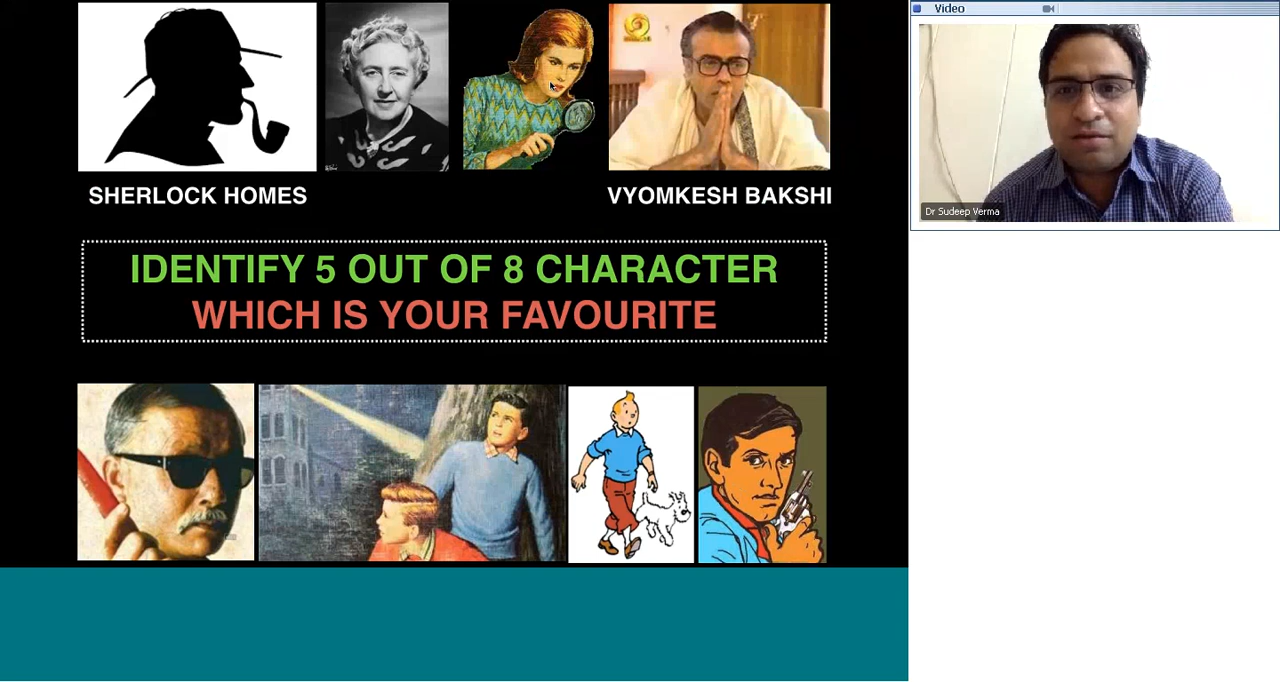 Video
Dr Sudeep Verma
SHERLOCK HOMES
VYOMKESH BAKSHI
IDENTIFY 5 OUT OF 8 CHARACTER
WHICH IS YOUR FAVOURITE